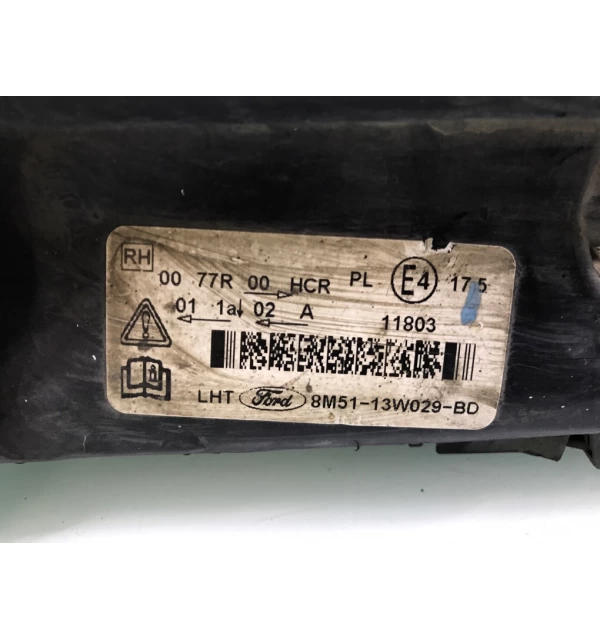 RH
00 77R 00 HCR PL E4 17.5
01 1a 02 A 11803
LHT Ford 8M51-13W029-BD